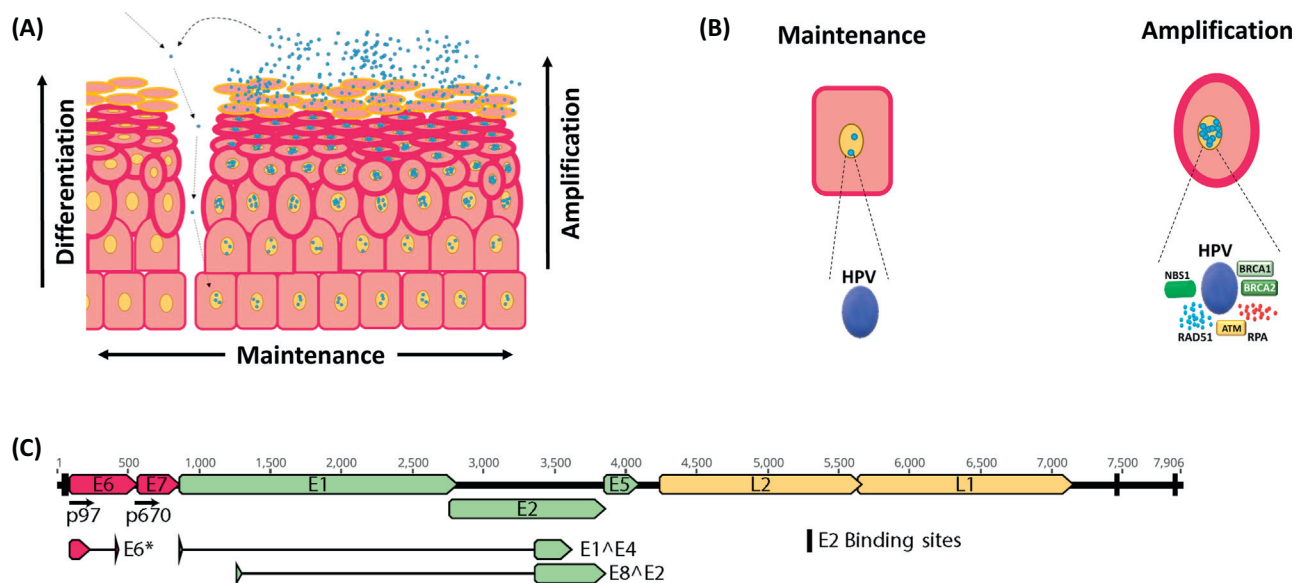 (A)
Differentiation
Amplification
Maintenance
(B)
Maintenance
Amplification
HPV
HPV
NBS1
BRCA1
BRCA2
RAD51
ATM
RPA
(C)
1 500 1,000 1,500 2,000 2,500 3,000 3,500 4,000 4,500 5,000 5,500 6,000 6,500 7,000 7,500 7,906
E6 E7 E1 E5 L2 L1
E2
p97 p670
E6* E1^E4
E8^E2
E2 Binding sites